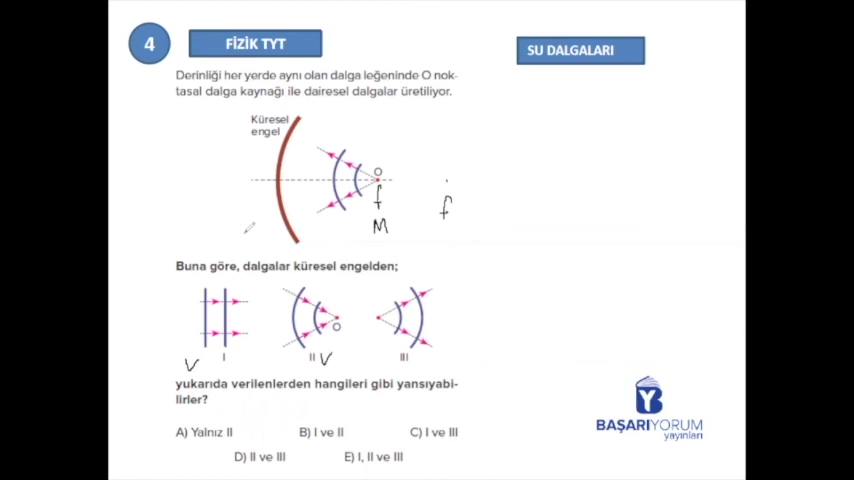 4
FİZİK TYT
SU DALGALARI
Derinliği her yerde aynı olan dalga leğeninde O nok-
tasal dalga kaynağı ile dairesel dalgalar üretiliyor.
Küresel
engel
O
f
f
M
Buna göre, dalgalar küresel engelden;
O
I
II
III
V
V
yukarıda verilenlerden hangileri gibi yansıyabi-
lirler?
A) Yalnız II
B) I ve II
C) I ve III
D) II ve III
E) I, II ve III
BAŞARIYORUM
yayınları